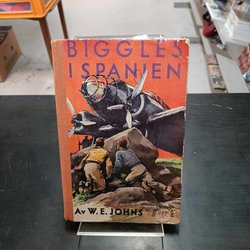 BIGGLES
I SPANIEN
AV W. E. JOHNS